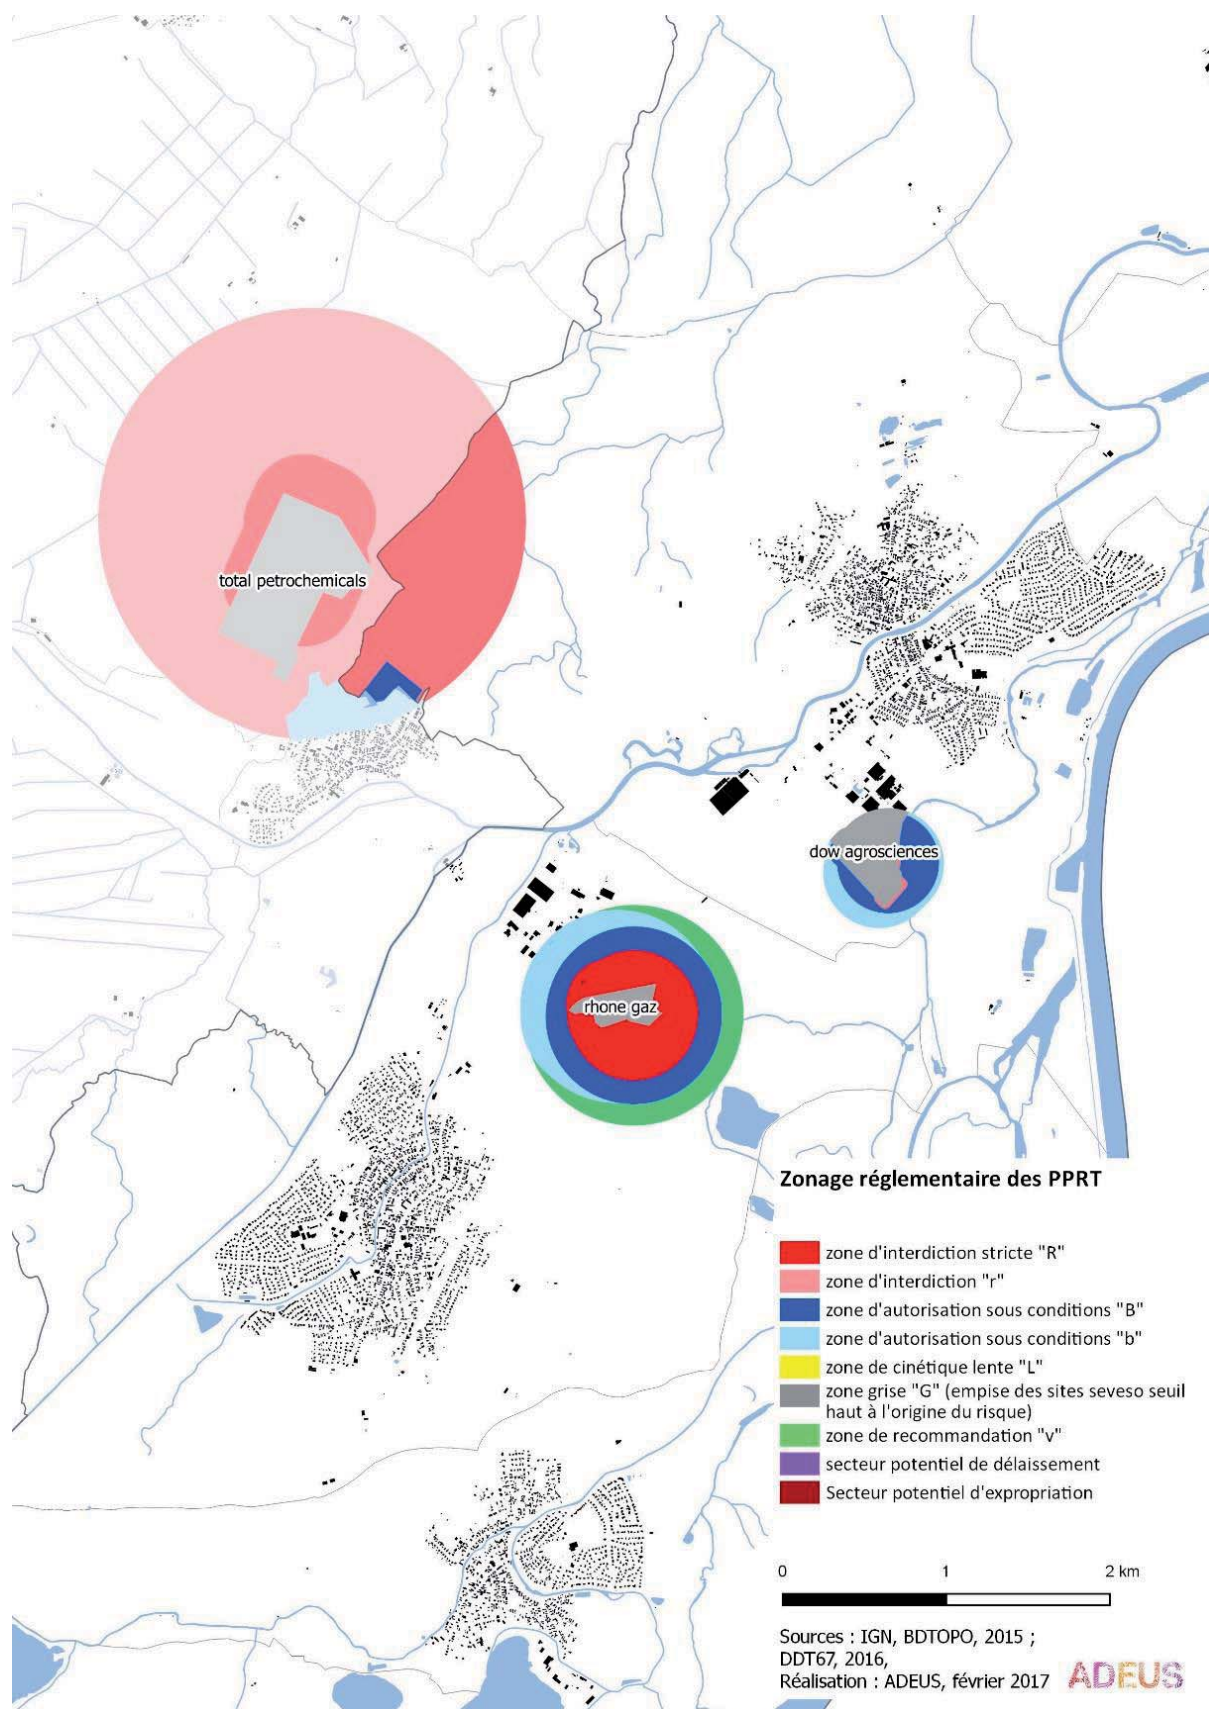 total petrochemicals
dow agrosciences
rhone gaz
Zonage réglementaire des PPRT
zone d'interdiction stricte "R"
zone d'interdiction "r"
zone d'autorisation sous conditions "B"
zone d'autorisation sous conditions "b"
zone de cinétique lente "L"
zone grise "G" (empise des sites seveso seuil
haut à l'origine du risque)
zone de recommandation "v"
secteur potentiel de délaissement
Secteur potentiel d'expropriation
0 1 2 km
Sources : IGN, BDTOPO, 2015 ;
DDT67, 2016,
Réalisation : ADEUS, février 2017
ADEUS